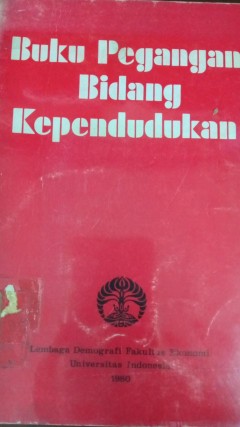 Buku Pegangan
Bidang
Kependudukan
Lembaga Demografi Fakultas Ekonomi
Universitas Indonesia
1980